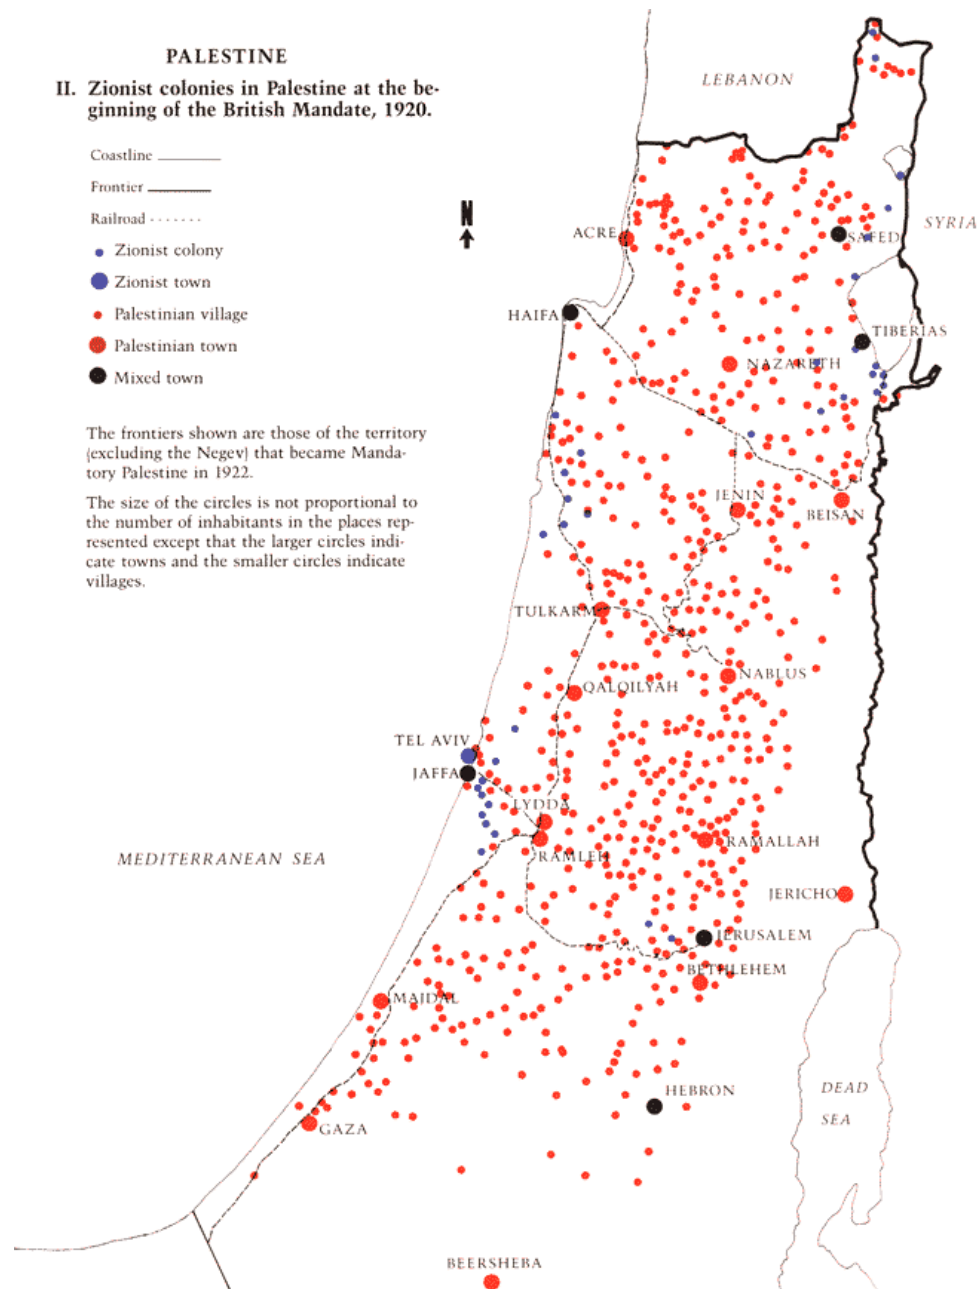 PALESTINE
II. Zionist colonies in Palestine at the be-
ginning of the British Mandate, 1920.
Coastline
Frontier
Railroad
Zionist colony
Zionist town
Palestinian village
Palestinian town
Mixed town
The frontiers shown are those of the territory
(excluding the Negev) that became Manda-
tory Palestine in 1922.
The size of the circles is not proportional to
the number of inhabitants in the places rep-
resented except that the larger circles indi-
cate towns and the smaller circles indicate
villages.
N
LEBANON
SYRIA
ACRE
SAFED
HAIFA
TIBERIAS
NAZARETH
JENIN
BEISAN
TULKARM
NABLUS
QALQILYAH
TEL AVIV
JAFFA
LYDDA
RAMLEH
RAMALLAH
MEDITERRANEAN SEA
JERICHO
JERUSALEM
BETHLEHEM
MAJDAL
HEBRON
DEAD
SEA
GAZA
BEERSHEBA